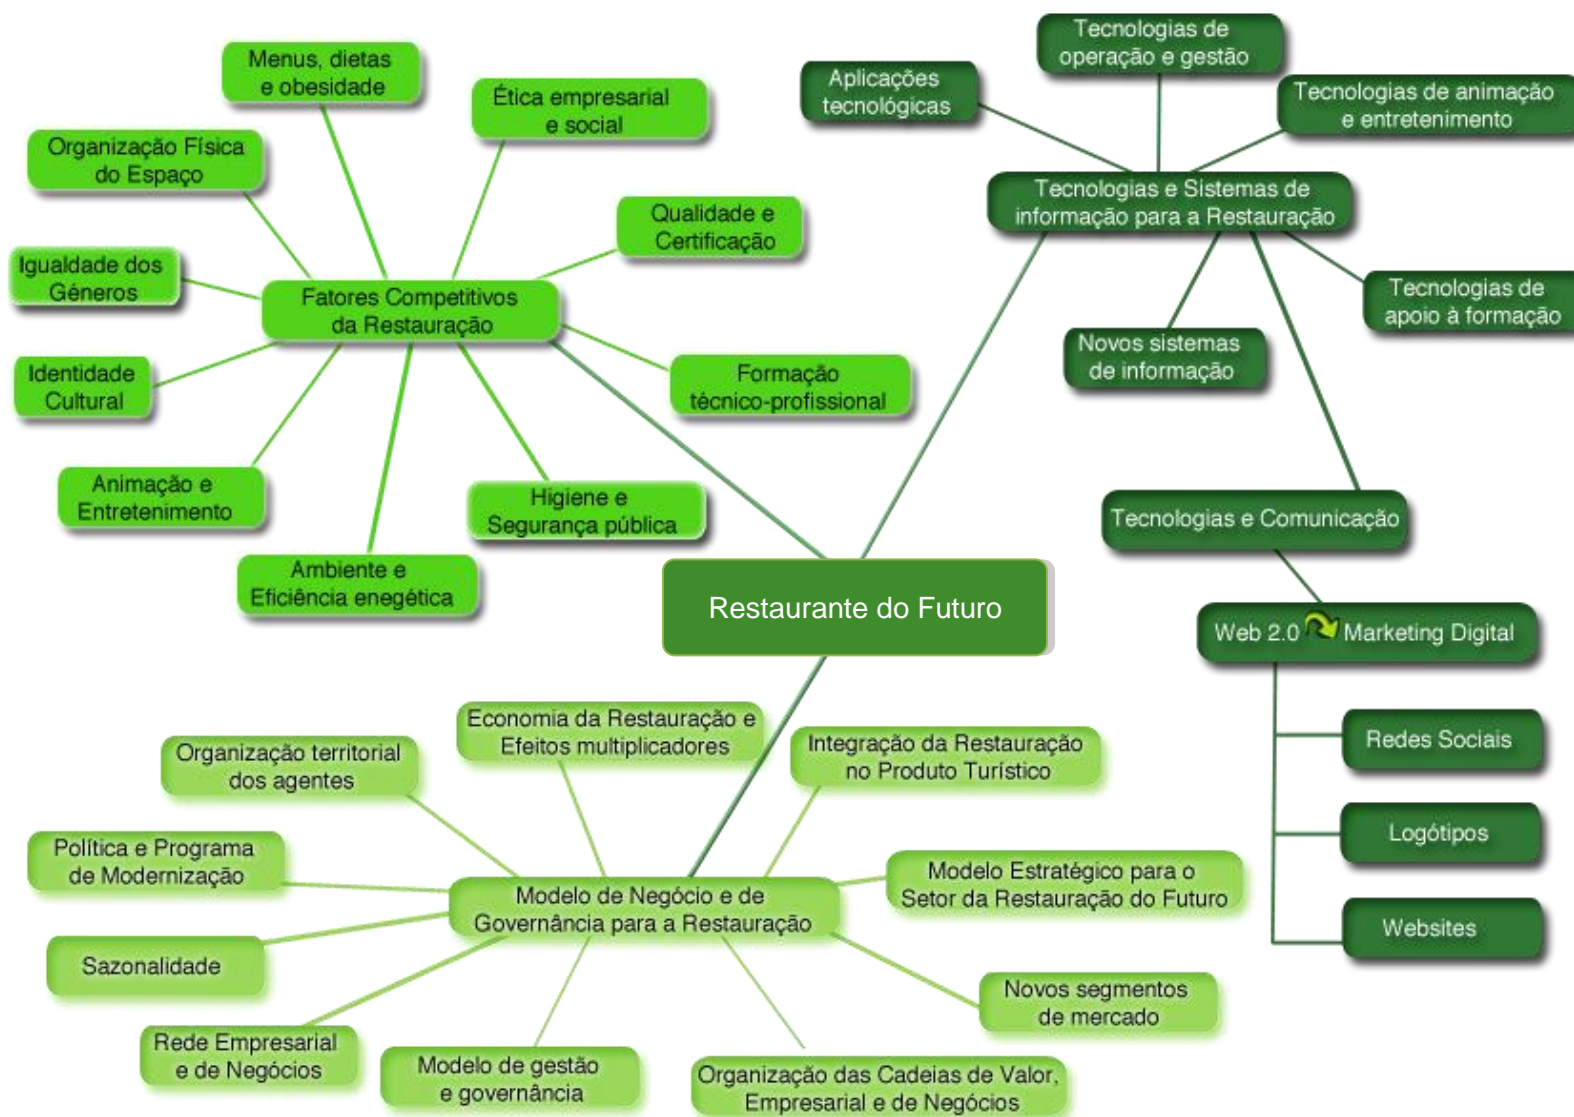 Menus, dietas
e obesidade
Ética empresarial
e social
Organização Física
do Espaço
Qualidade e
Certificação
Igualdade dos
Géneros
Fatores Competitivos
da Restauração
Identidade
Cultural
Formação
técnico-profissional
Animação e
Entretenimento
Higiene e
Segurança pública
Ambiente e
Eficiência enegética
Tecnologias de
operação e gestão
Aplicações
tecnológicas
Tecnologias de animação
e entretenimento
Tecnologias e Sistemas de
informação para a Restauração
Tecnologias de
apoio à formação
Novos sistemas
de informação
Tecnologias e Comunicação
Web 2.0 Marketing Digital
Redes Sociais
Logótipos
Websites
Restaurante do Futuro
Economia da Restauração e
Efeitos multiplicadores
Organização territorial
dos agentes
Integração da Restauração
no Produto Turístico
Política e Programa
de Modernização
Modelo de Negócio e de
Governância para a Restauração
Modelo Estratégico para o
Setor da Restauração do Futuro
Sazonalidade
Novos segmentos
de mercado
Rede Empresarial
e de Negócios
Modelo de gestão
e governância
Organização das Cadeias de Valor,
Empresarial e de Negócios